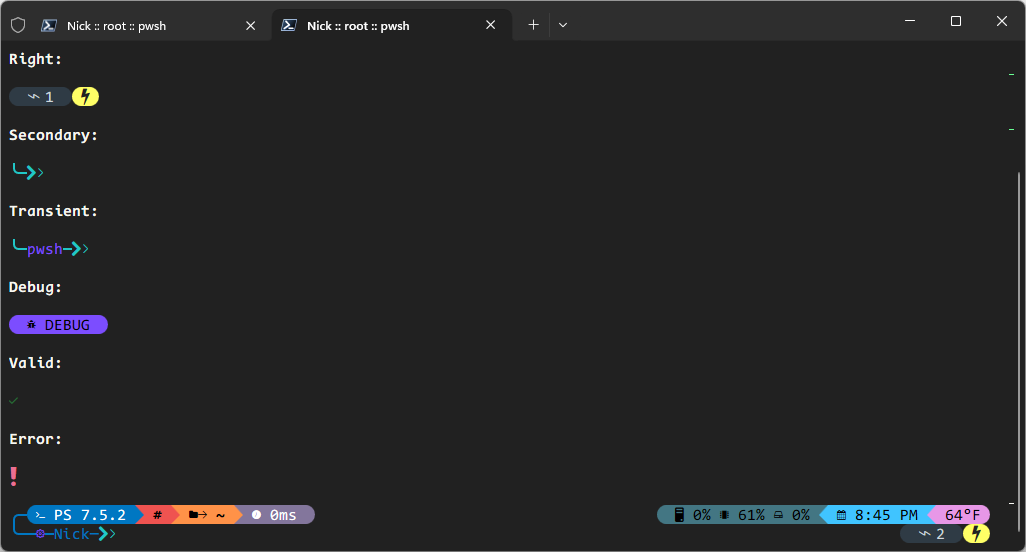 Nick :: root :: pwsh
Nick :: root :: pwsh
Right:
1
Secondary:
Transient:
pwsh
Debug:
DEBUG
Valid:
Error:
PS 7.5.2 # ~ 0ms 0% 61% 0% 8:45 PM 64°F
Nick 2